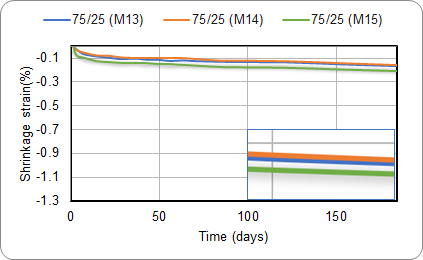 75/25 (M13) 75/25 (M14) 75/25 (M15)
-0.1
-0.3
-0.5
-0.7
-0.9
-1.1
-1.3
Shrinkage strain(%)
0 50 100 150
Time (days)